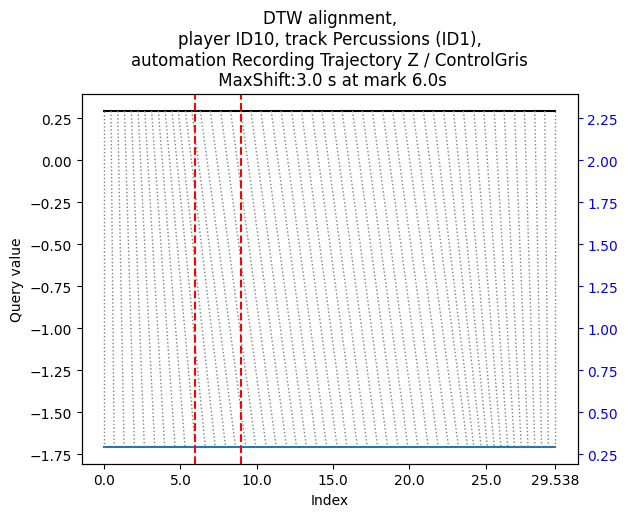 DTW alignment,
player ID10, track Percussions (ID1),
automation Recording Trajectory Z / ControlGris
MaxShift:3.0 s at mark 6.0s
0.25
0.00
−0.25
−0.50
−0.75
−1.00
−1.25
−1.50
−1.75
Query value
2.25
2.00
1.75
1.50
1.25
1.00
0.75
0.50
0.25
0.0 5.0 10.0 15.0 20.0 25.0 29.538
Index